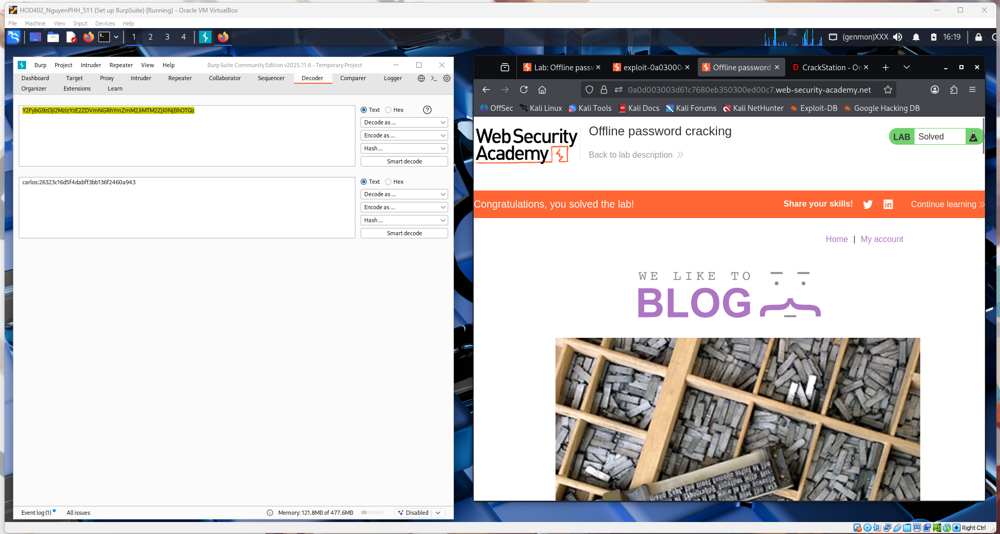 HOD402_NguyenPHH_511 (Set up BurpSuite) [Running] - Oracle VM VirtualBox
File Machine View Input Devices Help
1 2 3 4 (genmon)XXX 16:19
Burp Project Intruder Repeater View Help Burp Suite Community Edition v2025.11.6 - Temporary Project
Dashboard Target Proxy Intruder Repeater Collaborator Sequencer Decoder Comparer Logger
Organizer Extensions Learn
Y2FybG9zOjI2MzIzYzE2ZDVmNGRhYmZmM2JiMTM2ZjI0NjBhOTQz
Text Hex
Decode as ...
Encode as ...
Hash ...
Smart decode
carlos:26323c16d5f4dabff3bb136f2460a943
Text Hex
Decode as ...
Encode as ...
Hash ...
Smart decode
Event log (1) All issues Memory: 121.8MB of 477.6MB Disabled
Lab: Offline passw exploit-0a03000 Offline password CrackStation - On
0a0d003003d61c7680eb350300ed00c7.web-security-academy.net
OffSec Kali Linux Kali Tools Kali Docs Kali Forums Kali NetHunter Exploit-DB Google Hacking DB
Web Security
Academy
Offline password cracking
Back to lab description
LAB Solved
Congratulations, you solved the lab! Share your skills! Continue learning
Home | My account
WE LIKE TO
BLOG
Right Ctrl